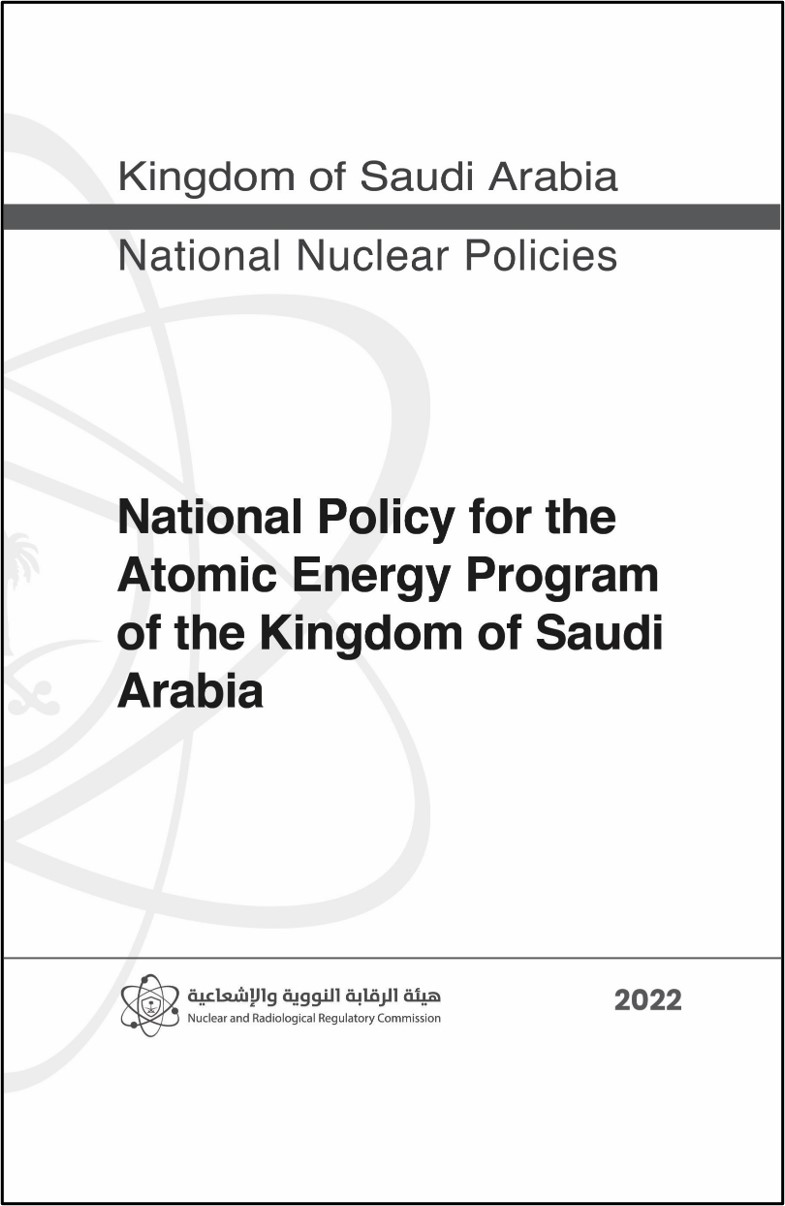 Kingdom of Saudi Arabia
National Nuclear Policies
National Policy for the
Atomic Energy Program
of the Kingdom of Saudi
Arabia
هيئة الرقابة النووية والإشعاعية
Nuclear and Radiological Regulatory Commission
2022